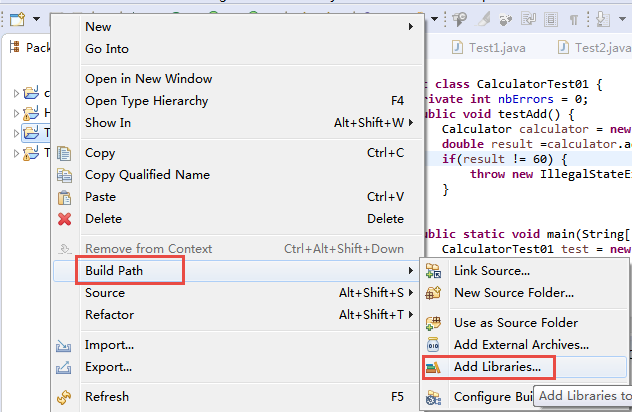 Pac
New
Test1.java
Test2.java
Go Into
Open in New Window
class CalculatorTest01 {
Open Type Hierarchy F4
rivate int nbErrors = 0;
Show In Alt+Shift+W
ublic void testAdd() {
Calculator calculator = new
Copy Ctrl+C
double result =calculator.a
Copy Qualified Name
if(result != 60) {
throw new IllegalStateE
Paste Ctrl+V
}
Delete Delete
ublic static void main(String[
Remove from Context Ctrl+Alt+Shift+Down
CalculatorTest01 test = new
Build Path
Link Source...
Source Alt+Shift+S
New Source Folder...
Refactor Alt+Shift+T
Use as Source Folder
Import...
Add External Archives...
Export...
Add Libraries...
Refresh F5
Configure Bui
Add Libraries to